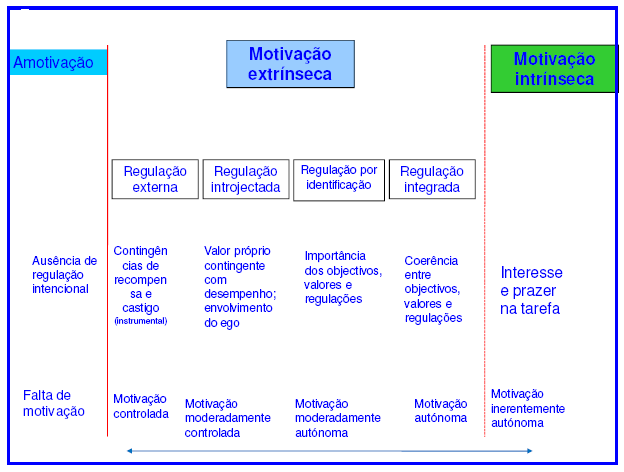 Amotivação
Motivação
extrínseca
Motivação
intrínseca
Regulação
externa
Regulação
introjectada
Regulação por
identificação
Regulação
integrada
Ausência de
regulação
intencional
Contingên
cias de
recompen
sa e
castigo
(instrumental)
Valor próprio
contingente
com
desempenho;
envolvimento
do ego
Importância
dos objectivos,
valores e
regulações
Coerência
entre
objectivos,
valores e
regulações
Interesse
e prazer
na tarefa
Falta de
motivação
Motivação
controlada
Motivação
moderadamente
controlada
Motivação
moderadamente
autónoma
Motivação
autónoma
Motivação
inerentemente
autónoma